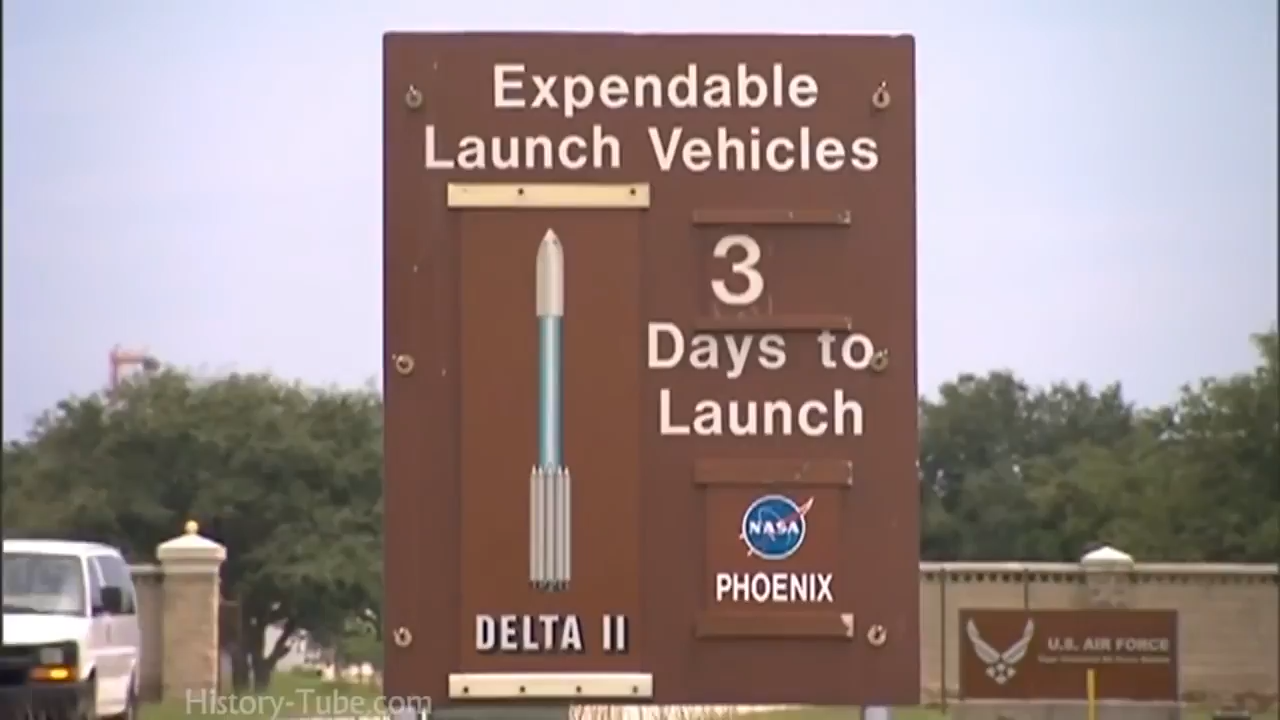 Expendable
Launch Vehicles
3
Days to
Launch
NASA
PHOENIX
DELTA II
U.S. AIR FORCE
History-Tube.com